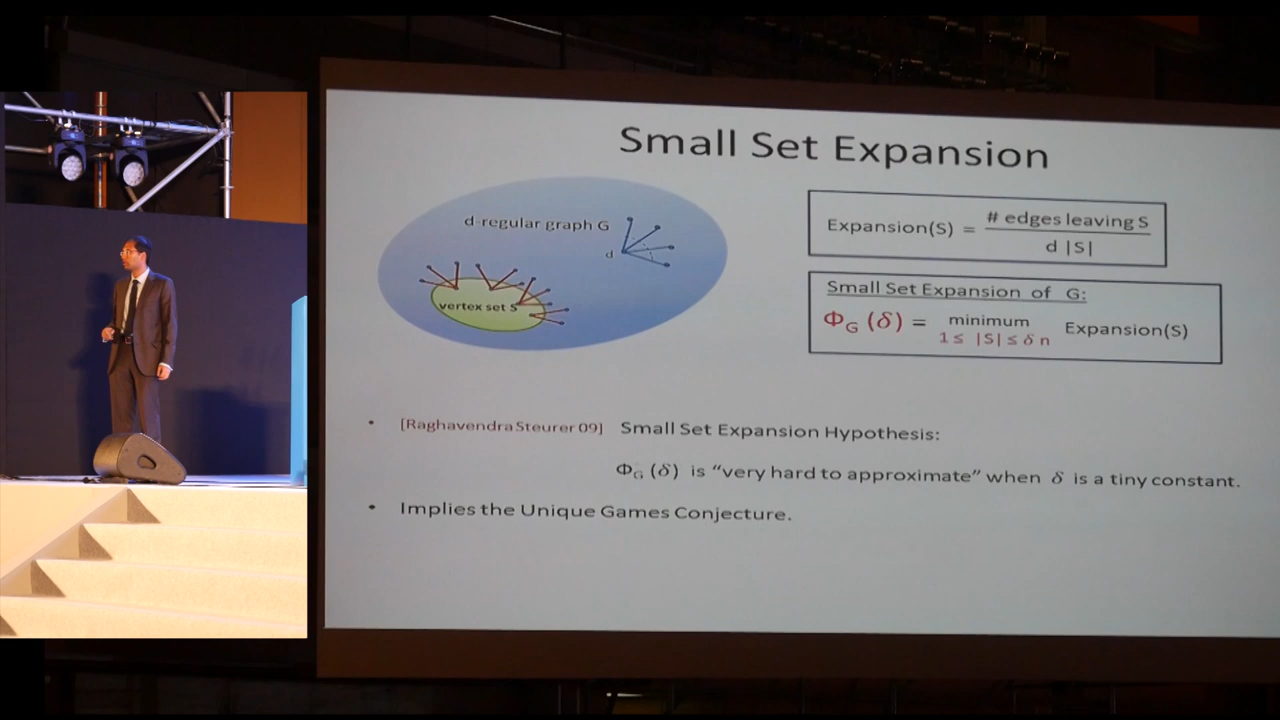 Small Set Expansion
d-regular graph G
d
vertex set S
Expansion(S) = # edges leaving S / d |S|
Small Set Expansion of G:
Φ_G (δ) = minimum Expansion(S)
1 ≤ |S| ≤ δ n
• [Raghavendra Steurer 09] Small Set Expansion Hypothesis:
Φ_G (δ) is "very hard to approximate" when δ is a tiny constant.
• Implies the Unique Games Conjecture.